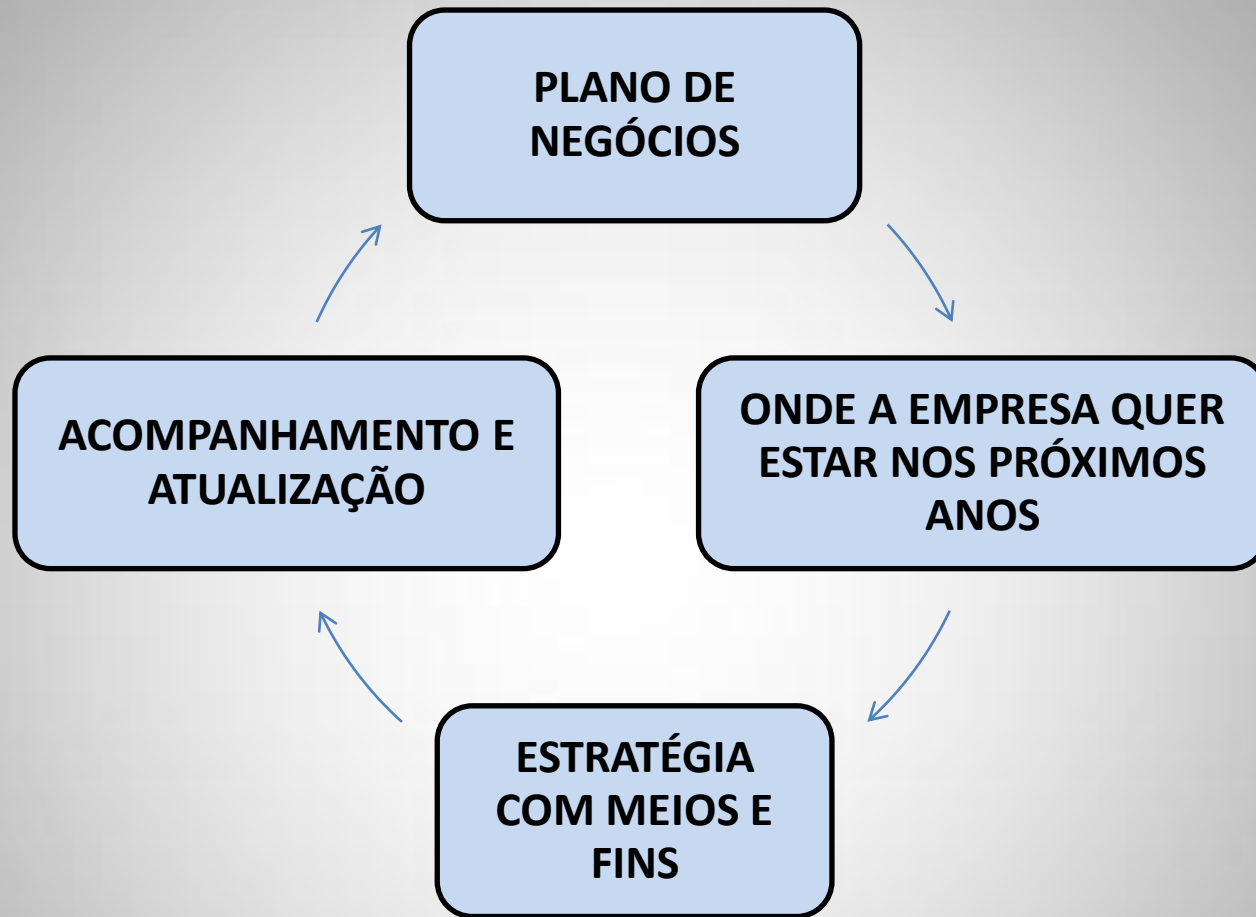 PLANO DE
NEGÓCIOS
ONDE A EMPRESA QUER
ESTAR NOS PRÓXIMOS
ANOS
ESTRATÉGIA
COM MEIOS E
FINS
ACOMPANHAMENTO E
ATUALIZAÇÃO